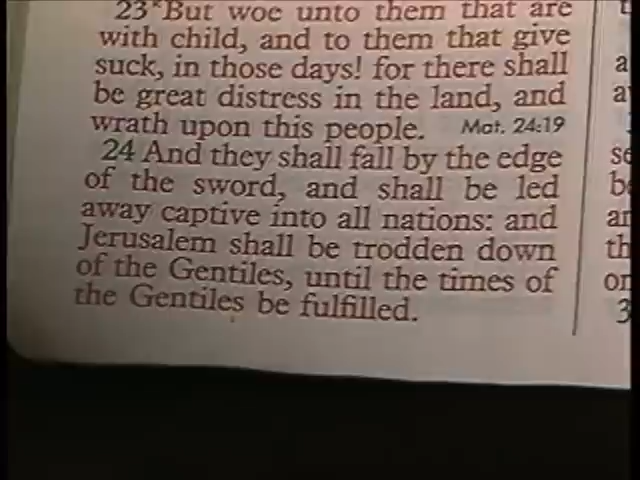 23*But woe unto them that are
with child, and to them that give
suck, in those days! for there shall
be great distress in the land, and
wrath upon this people. Mat. 24:19
24 And they shall fall by the edge
of the sword, and shall be led
away captive into all nations: and
Jerusalem shall be trodden down
of the Gentiles, until the times of
the Gentiles be fulfilled.